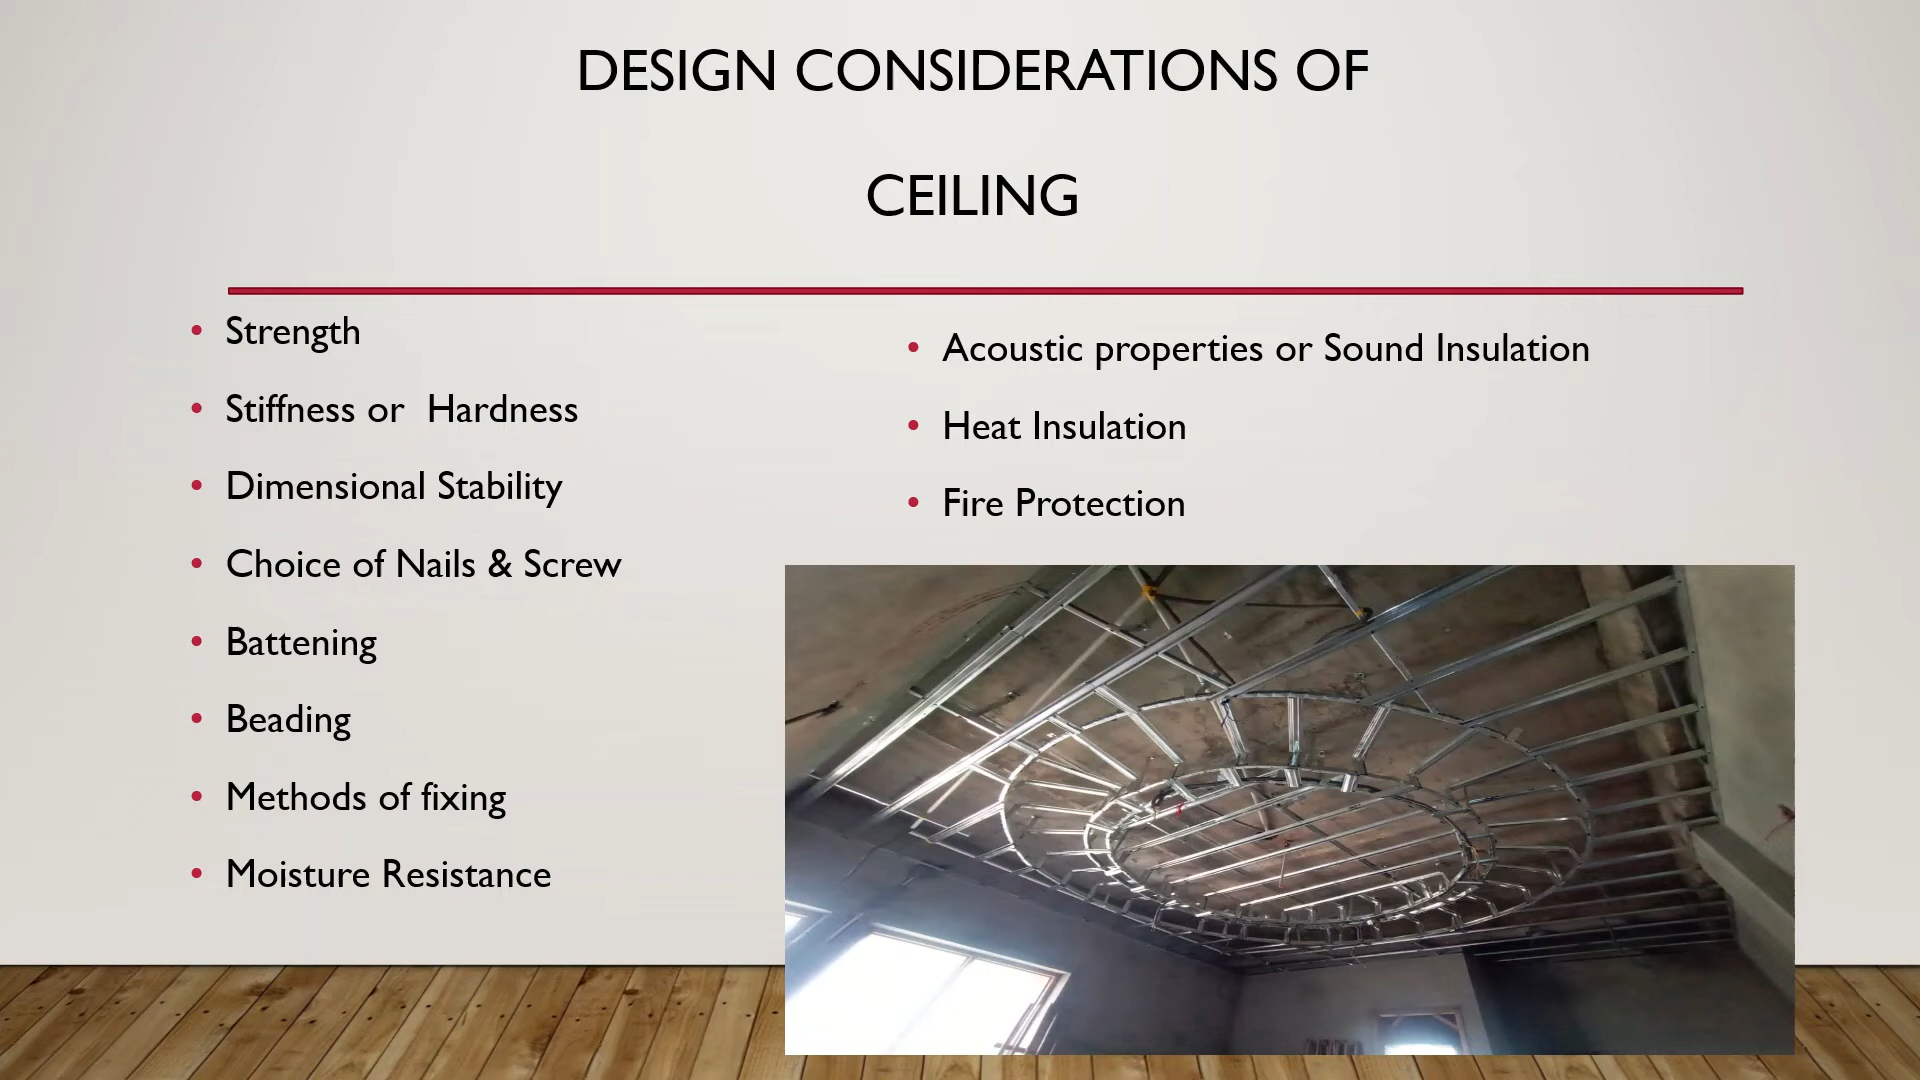 DESIGN CONSIDERATIONS OF
CEILING
• Strength
• Stiffness or  Hardness
• Dimensional Stability
• Choice of Nails & Screw
• Battening
• Beading
• Methods of fixing
• Moisture Resistance
• Acoustic properties or Sound Insulation
• Heat Insulation
• Fire Protection